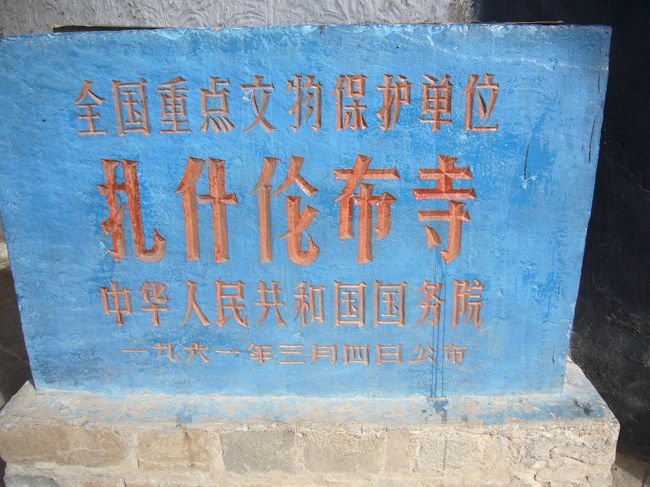 全国重点文物保护单位
扎什伦布寺
中华人民共和国国务院
一九六一年三月四日公布